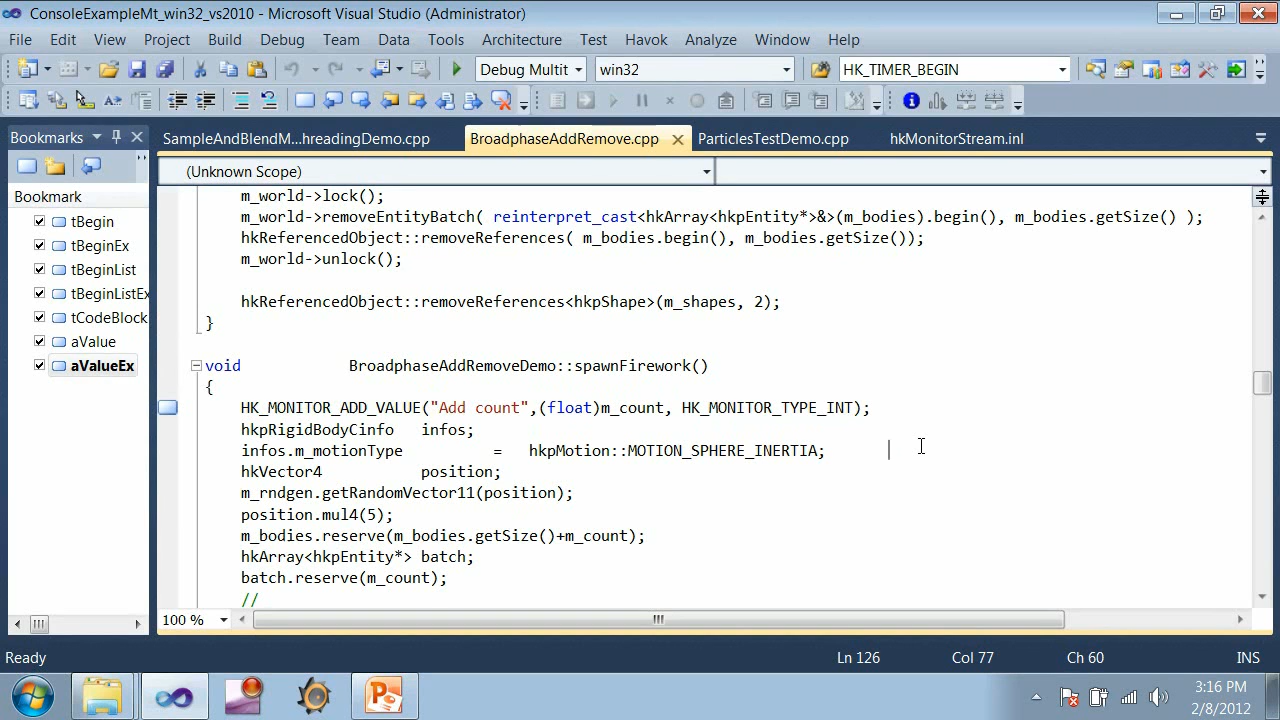 ConsoleExampleMt_win32_vs2010 - Microsoft Visual Studio (Administrator)
File Edit View Project Build Debug Team Data Tools Architecture Test Havok Analyze Window Help
Debug Multit win32 HK_TIMER_BEGIN
Bookmarks
SampleAndBlendM...hreadingDemo.cpp BroadphaseAddRemove.cpp ParticlesTestDemo.cpp hkMonitorStream.inl
(Unknown Scope)
Bookmark
tBegin
tBeginEx
tBeginList
tBeginListEx
tCodeBlock
aValue
aValueEx
m_world->lock();
m_world->removeEntityBatch( reinterpret_cast<hkArray<hkpEntity*>&>(m_bodies).begin(), m_bodies.getSize() );
hkReferencedObject::removeReferences( m_bodies.begin(), m_bodies.getSize());
m_world->unlock();
hkReferencedObject::removeReferences<hkpShape>(m_shapes, 2);
}
void BroadphaseAddRemoveDemo::spawnFirework()
{
HK_MONITOR_ADD_VALUE("Add count",(float)m_count, HK_MONITOR_TYPE_INT);
hkpRigidBodyCinfo infos;
infos.m_motionType = hkpMotion::MOTION_SPHERE_INERTIA;
hkVector4 position;
m_rndgen.getRandomVector11(position);
position.mul4(5);
m_bodies.reserve(m_bodies.getSize()+m_count);
hkArray<hkpEntity*> batch;
batch.reserve(m_count);
//
100 %
Ready Ln 126 Col 77 Ch 60 INS
3:16 PM
2/8/2012